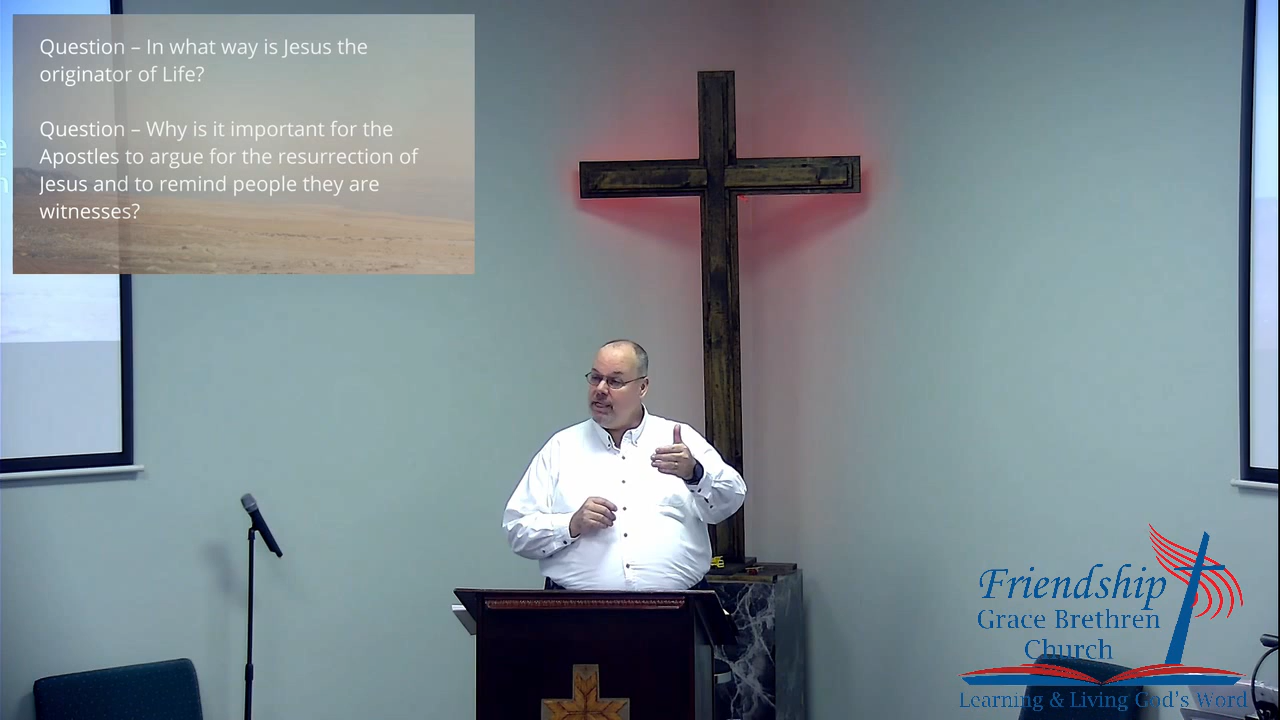 Question – In what way is Jesus the
originator of Life?
Question – Why is it important for the
Apostles to argue for the resurrection of
Jesus and to remind people they are
witnesses?
Friendship
Grace Brethren
Church
Learning & Living God's Word